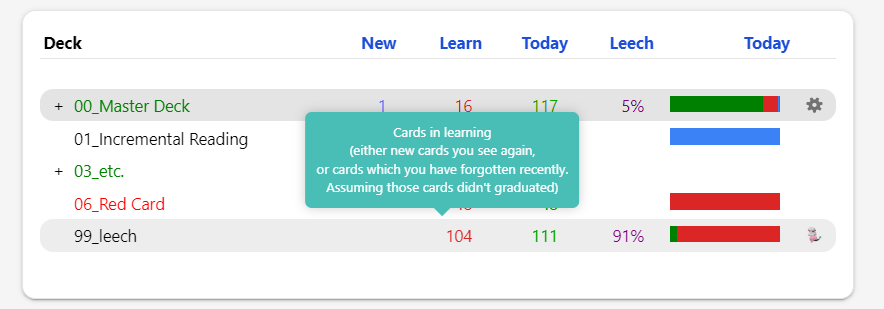 Deck New Learn Today Leech Today
+ 00_Master Deck 1 16 117 5%
Cards in learning
01_Incremental Reading
(either new cards you see again,
or cards which you have forgotten recently.
+ 03_etc.
Assuming those cards didn't graduated)
06_Red Card
99_leech 104 111 91%